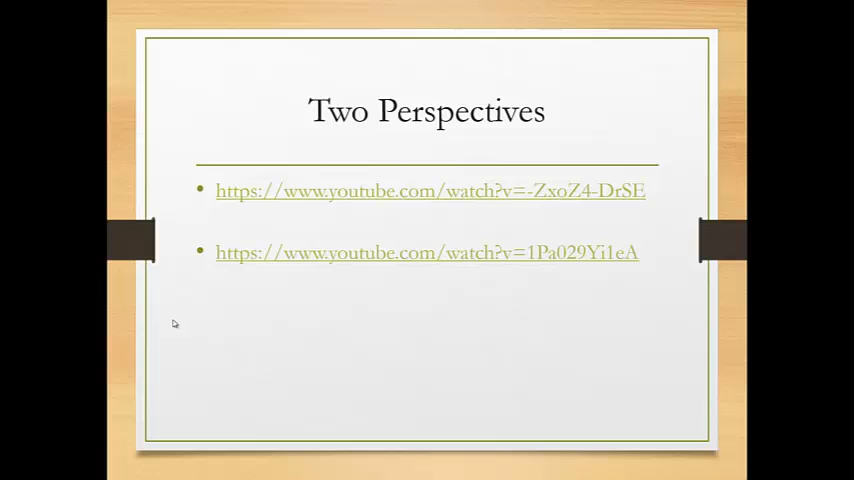 Two Perspectives
• https://www.youtube.com/watch?v=-ZxoZ4-DrSE
• https://www.youtube.com/watch?v=1Pa029Yi1eA